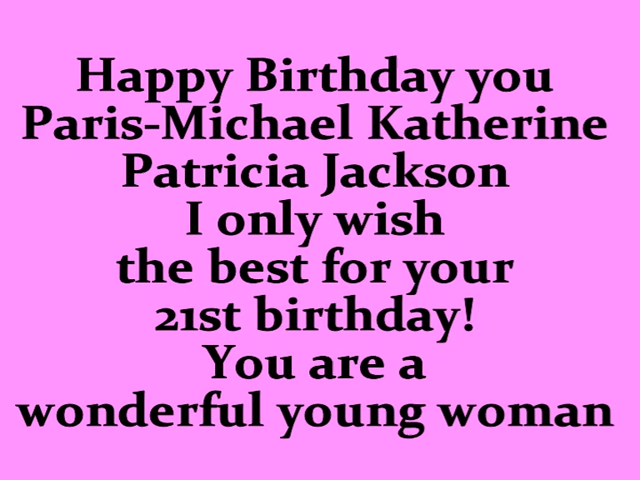 Happy Birthday you
Paris-Michael Katherine
Patricia Jackson
I only wish
the best for your
21st birthday!
You are a
wonderful young woman